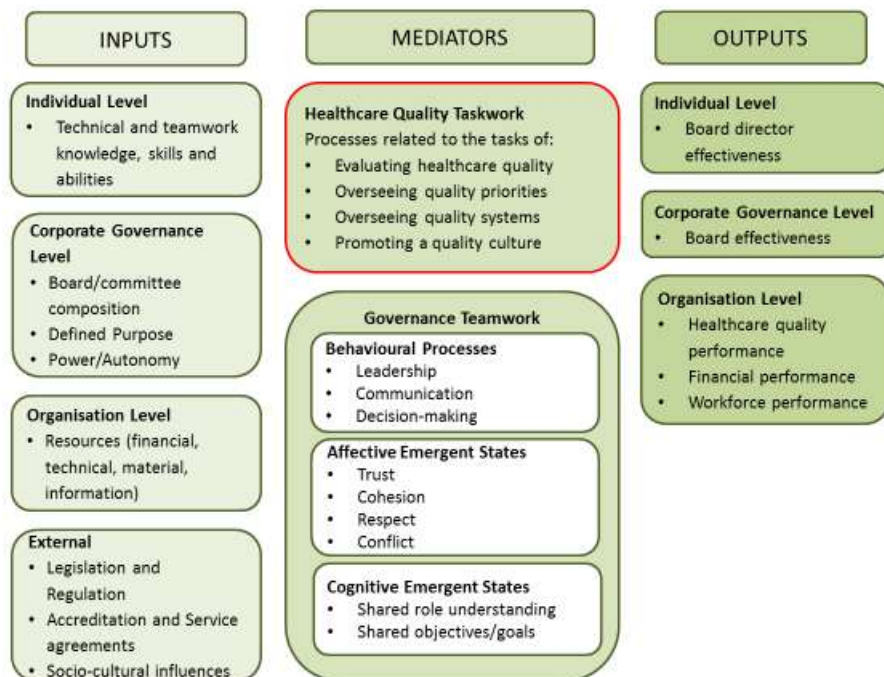 INPUTS
Individual Level
• Technical and teamwork
knowledge, skills and
abilities
Corporate Governance
Level
• Board/committee
composition
• Defined Purpose
• Power/Autonomy
Organisation Level
• Resources (financial,
technical, material,
information)
External
• Legislation and
Regulation
• Accreditation and Service
agreements
• Socio-cultural influences
MEDIATORS
Healthcare Quality Taskwork
Processes related to the tasks of:
• Evaluating healthcare quality
• Overseeing quality priorities
• Overseeing quality systems
• Promoting a quality culture
Governance Teamwork
Behavioural Processes
• Leadership
• Communication
• Decision-making
Affective Emergent States
• Trust
• Cohesion
• Respect
• Conflict
Cognitive Emergent States
• Shared role understanding
• Shared objectives/goals
OUTPUTS
Individual Level
• Board director
effectiveness
Corporate Governance Level
• Board effectiveness
Organisation Level
• Healthcare quality
performance
• Financial performance
• Workforce performance